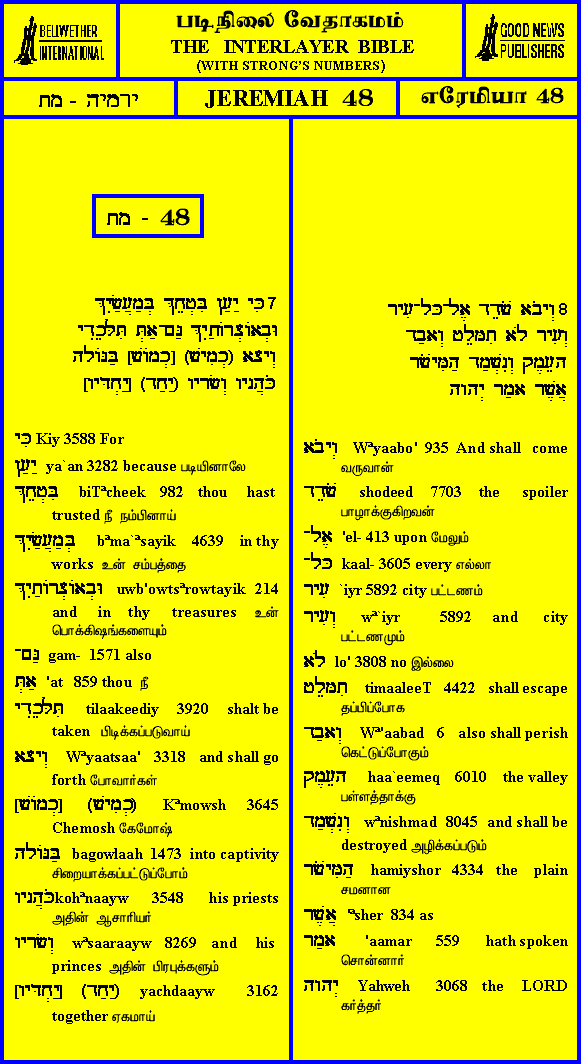 BELLWETHER
INTERNATIONAL
படிநிலை வேதாகமம்
THE INTERLAYER BIBLE
(WITH STRONG'S NUMBERS)
GOOD NEWS
PUBLISHERS
ירמיה - מח
JEREMIAH 48
எரேமியா 48
מח - 48
7 כִּי יַעַן בִּטְחֵךְ בְּמַעֲשַׂיִךְ
וּבְאוֹצְרוֹתַיִךְ גַּם־אַתְּ תִּלָּכֵדִי
וְיָצָא (כְמִישׁ) [כְמוֹשׁ] בַּגּוֹלָה
כֹּהֲנָיו וְשָׂרָיו (יַחַד) [יַחְדָּיו]
כִּי Kiy 3588 For
יַעַן ya`an 3282 because படியினாலே
בִּטְחֵךְ biTªcheek 982 thou hast
trusted நீ நம்பினாய்
בְּמַעֲשַׂיִךְ bªma`ªsayik 4639 in thy
works உன் சம்பத்தை
וּבְאוֹצְרוֹתַיִךְ uwb'owtsªrowtayik 214
and in thy treasures உன்
பொக்கிஷங்களையும்
גַּם־ gam- 1571 also
אַתְּ 'at 859 thou நீ
תִּלָּכֵדִי tilaakeediy 3920 shalt be
taken பிடிக்கப்படுவாய்
וְיָצָא Wªyaatsaa' 3318 and shall go
forth போவார்கள்
[כְמוֹשׁ] (כְמִישׁ) Kªmowsh 3645
Chemosh கேமோஷ்
בַּגּוֹלָה bagowlaah 1473 into captivity
சிறையாக்கப்பட்டுப்போம்
כֹּהֲנָיו kohªnaayw 3548 his priests
அதின் ஆசாரியர்
וְשָׂרָיו wªsaaraayw 8269 and his
princes அதின் பிரபுக்களும்
[יַחְדָּיו] (יַחַד) yachdaayw 3162
together ஏகமாய்
8 וְיָבֹא שֹׁדֵד אֶל־כָּל־עִיר
וְעִיר לֹא תִמָּלֵט וְאָבַד
הָעֵמֶק וְנִשְׁמַד הַמִּישֹׁר
אֲשֶׁר אָמַר יְהוָה
וְיָבֹא Wªyaabo' 935 And shall come
வருவான்
שֹׁדֵד shodeed 7703 the spoiler
பாழாக்குகிறவன்
אֶל־ 'el- 413 upon மேலும்
כָּל־ kaal- 3605 every எல்லா
עִיר `iyr 5892 city பட்டணம்
וְעִיר wª`iyr 5892 and city
பட்டணமும்
לֹא lo' 3808 no இல்லை
תִמָּלֵט timaaleeT 4422 shall escape
தப்பிப்போக
וְאָבַד Wª'aabad 6 also shall perish
கெட்டுப்போகும்
הָעֵמֶק haa`eemeq 6010 the valley
பள்ளத்தாக்கு
וְנִשְׁמַד wªnishmad 8045 and shall be
destroyed அழிக்கப்படும்
הַמִּישֹׁר hamiyshor 4334 the plain
சமனான
אֲשֶׁר ªsher 834 as
אָמַר 'aamar 559 hath spoken
சொன்னார்
יְהוָה Yahweh 3068 the LORD
கர்த்தர்